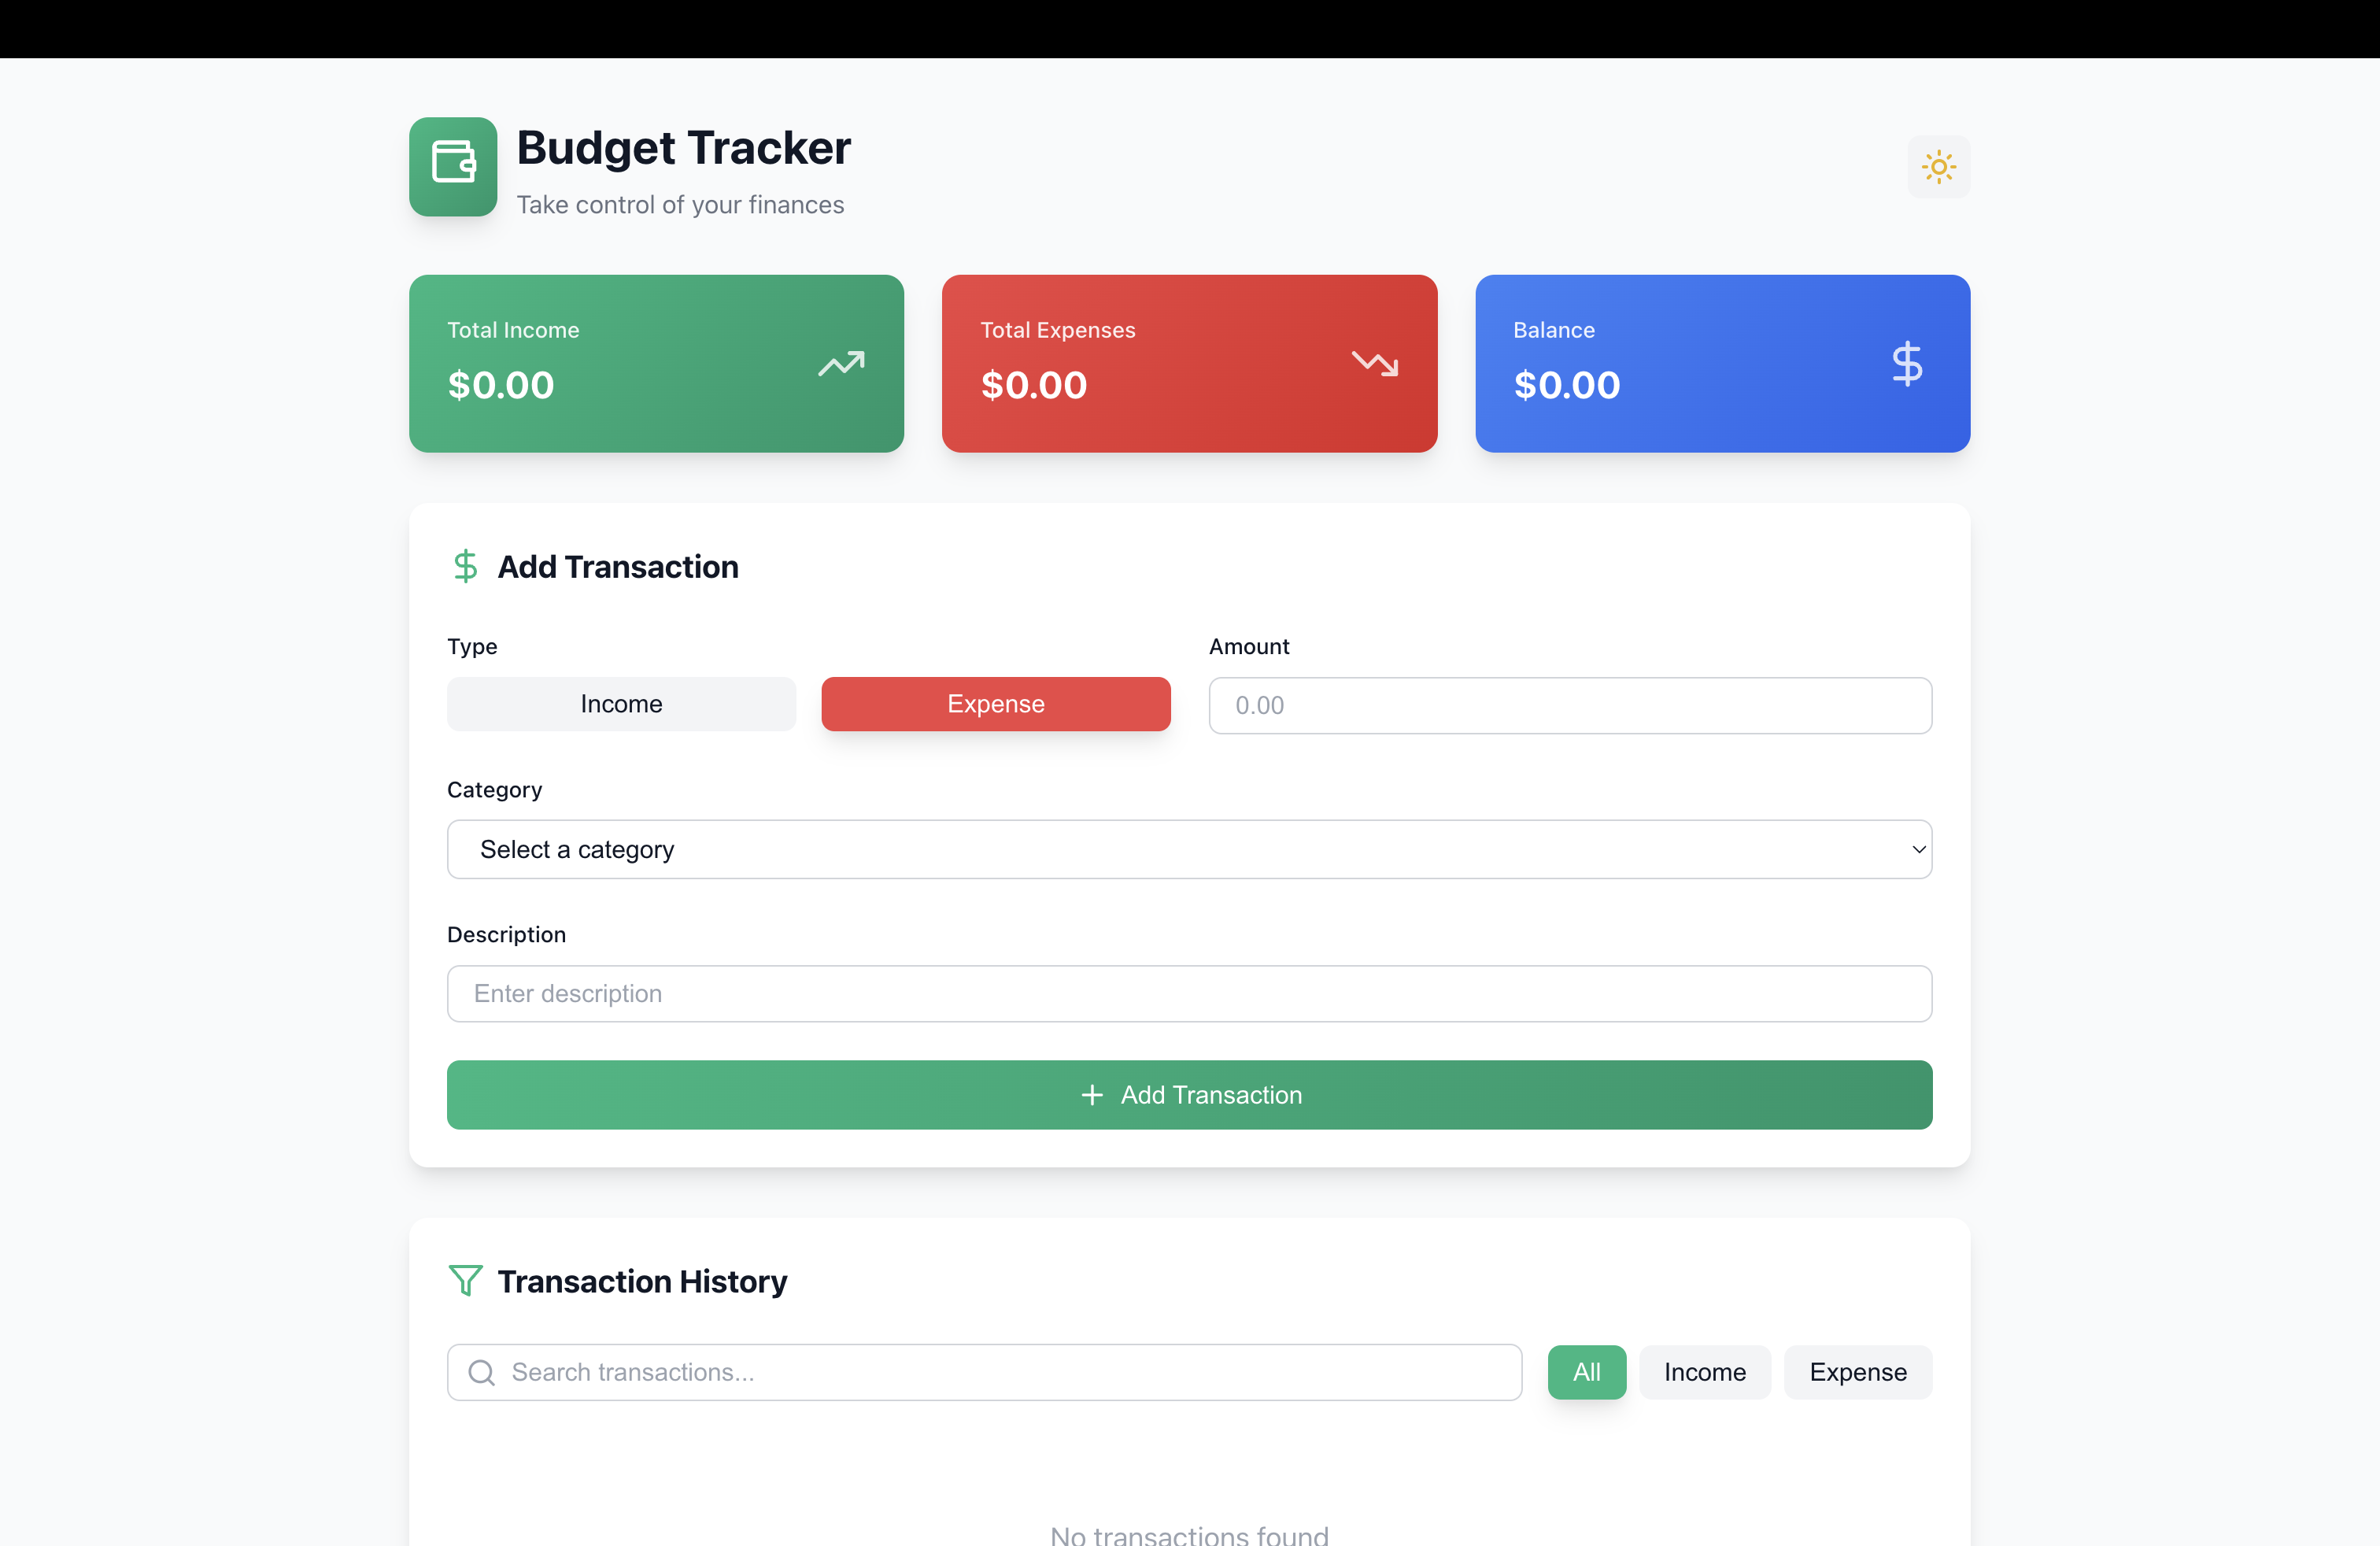 Budget Tracker
Take control of your finances
Total Income
$0.00
Total Expenses
$0.00
Balance
$0.00
Add Transaction
Type
Income
Expense
Amount
0.00
Category
Select a category
Description
Enter description
Add Transaction
Transaction History
Search transactions...
All
Income
Expense
No transactions found